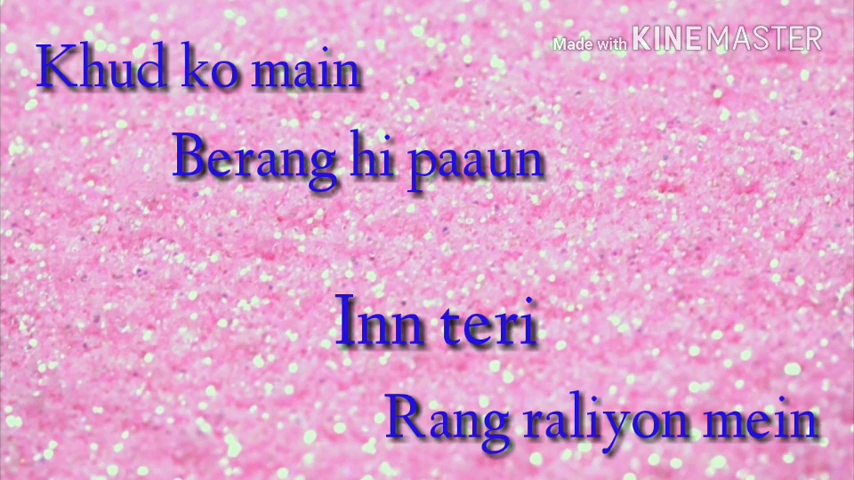 Made with KINEMASTER
Khud ko main
Berang hi paaun
Inn teri
Rang raliyon mein